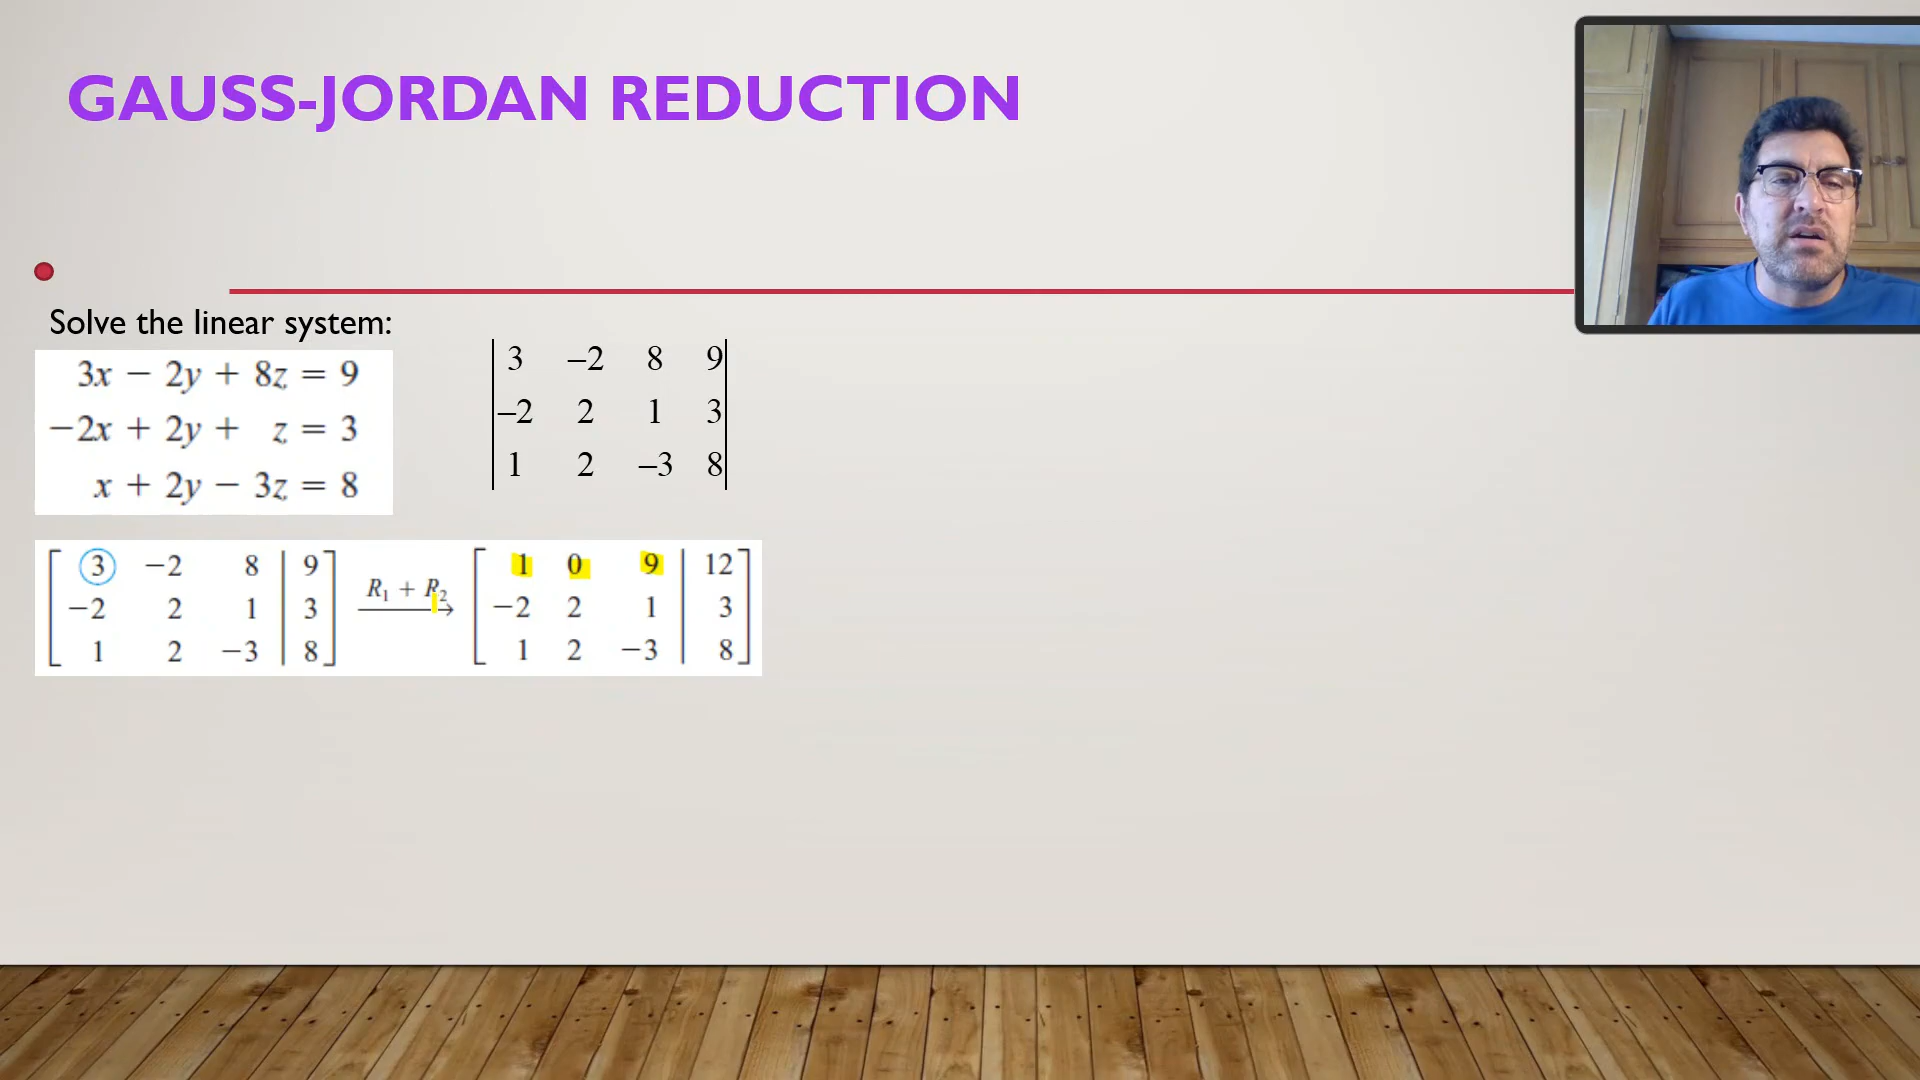 GAUSS-JORDAN REDUCTION
Solve the linear system:
3x − 2y + 8z = 9
−2x + 2y + z = 3
x + 2y − 3z = 8
3 −2 8 9
−2 2 1 3
1 2 −3 8
3 −2 8 | 9
−2 2 1 | 3
1 2 −3 | 8
R₁ + R₂
1 0 9 | 12
−2 2 1 | 3
1 2 −3 | 8